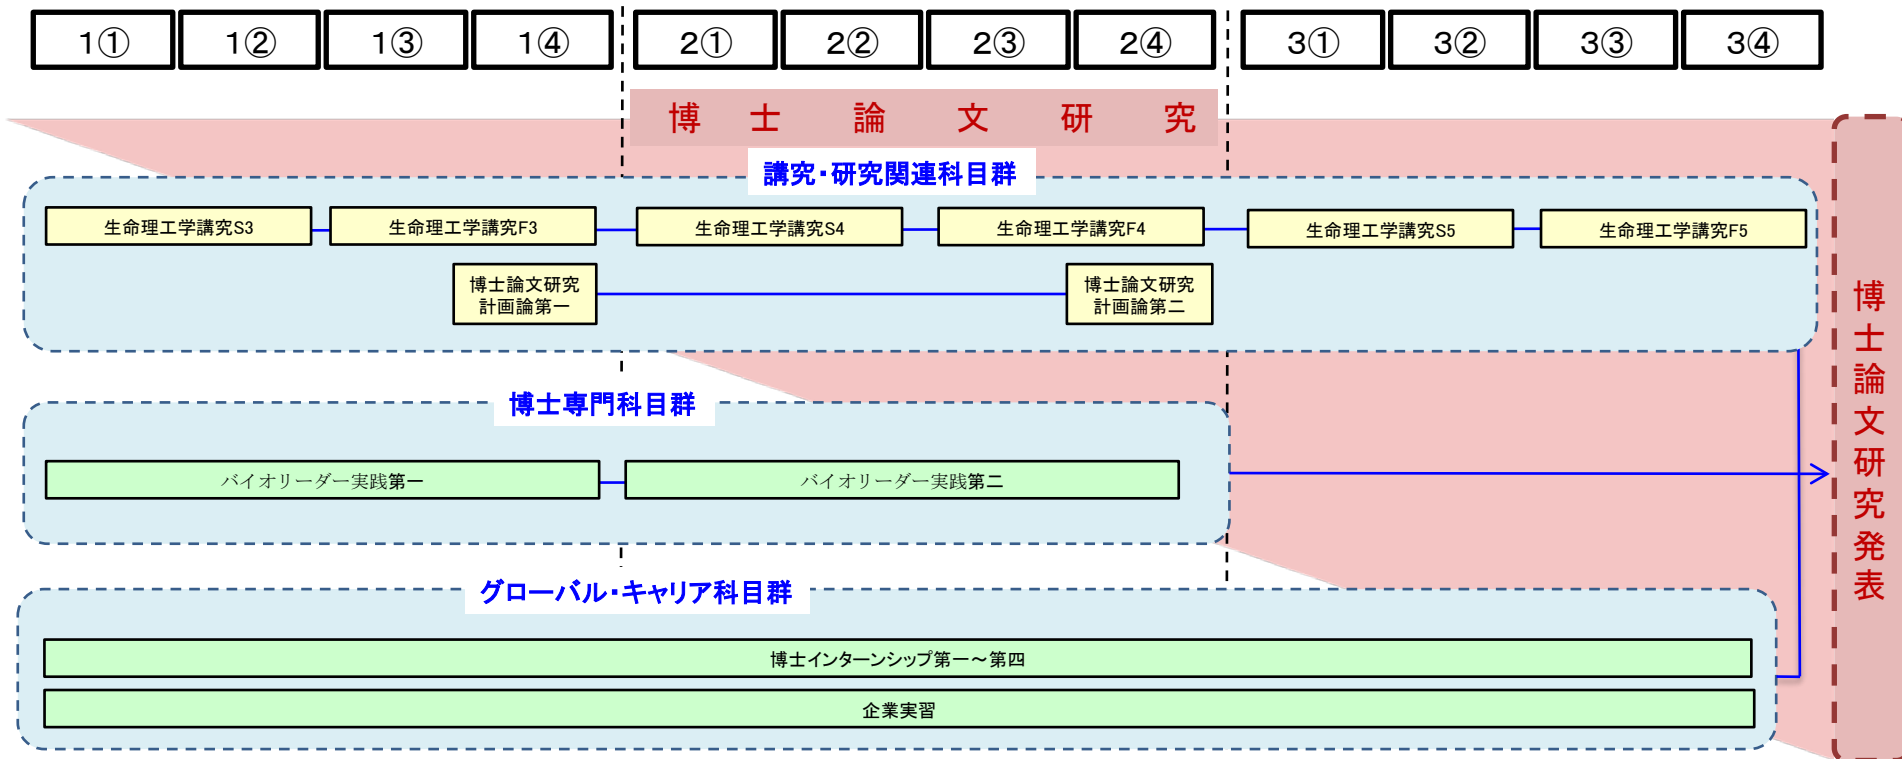 1① 1② 1③ 1④ 2① 2② 2③ 2④ 3① 3② 3③ 3④
博士論文研究
講究・研究関連科目群
生命理工学講究S3 生命理工学講究F3 生命理工学講究S4 生命理工学講究F4 生命理工学講究S5 生命理工学講究F5
博士論文研究
計画論第一
博士論文研究
計画論第二
博士専門科目群
バイオリーダー実践第一 バイオリーダー実践第二
グローバル・キャリア科目群
博士インターンシップ第一～第四
企業実習
博士論文研究発表